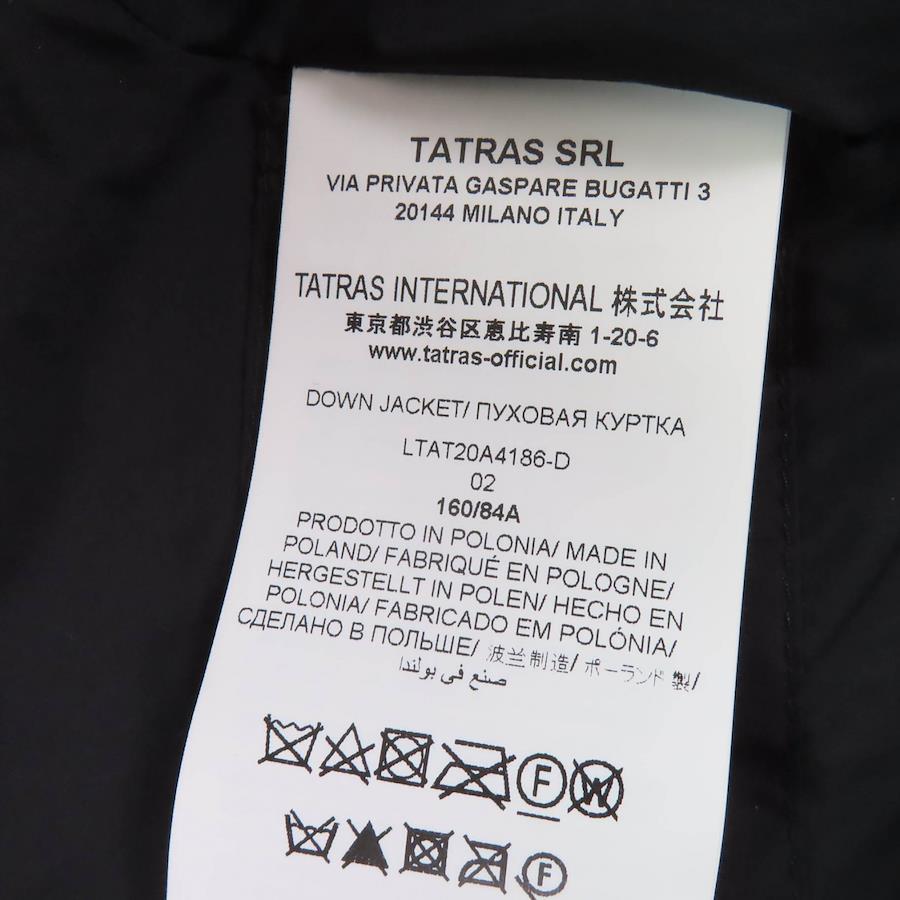 TATRAS SRL
VIA PRIVATA GASPARE BUGATTI 3
20144 MILANO ITALY
TATRAS INTERNATIONAL 株式会社
東京都渋谷区恵比寿南 1-20-6
www.tatras-official.com
DOWN JACKET/ ПУХОВАЯ КУРТКА
LTAT20A4186-D
02
160/84A
PRODOTTO IN POLONIA/ MADE IN
POLAND/ FABRIQUÉ EN POLOGNE/
HERGESTELLT IN POLEN/ HECHO EN
POLONIA/ FABRICADO EM POLÓNIA/
СДЕЛАНО В ПОЛЬШЕ/ 波兰制造/ ポーランド製/
صنع في بولندا
F W
F